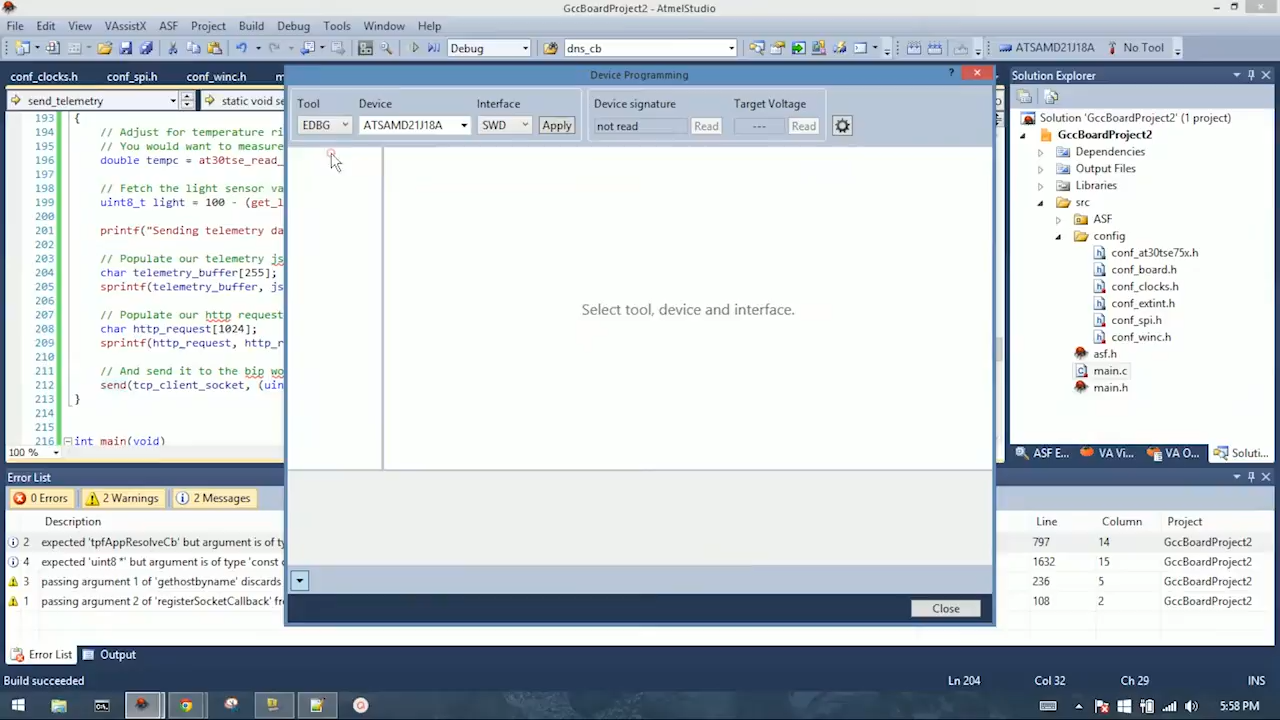 GccBoardProject2 - AtmelStudio
File Edit View VAssistX ASF Project Build Debug Tools Window Help
Debug dns_cb ATSAMD21J18A No Tool
conf_clocks.h conf_spi.h conf_winc.h
send_telemetry static void se
193 {
194 // Adjust for temperature ri
195 // You would want to measure
196 double tempc = at30tse_read_
197
198 // Fetch the light sensor va
199 uint8_t light = 100 - (get_l
200
201 printf("Sending telemetry da
202
203 // Populate our telemetry js
204 char telemetry_buffer[255];
205 sprintf(telemetry_buffer, js
206
207 // Populate our http request
208 char http_request[1024];
209 sprintf(http_request, http_r
210
211 // And send it to the bip wo
212 send(tcp_client_socket, (uin
213 }
214
215
216 int main(void)
100 %
Device Programming
?
Tool Device Interface Device signature Target Voltage
EDBG ATSAMD21J18A SWD Apply not read Read --- Read
Select tool, device and interface.
Close
Solution Explorer
Solution 'GccBoardProject2' (1 project)
GccBoardProject2
Dependencies
Output Files
Libraries
src
ASF
config
conf_at30tse75x.h
conf_board.h
conf_clocks.h
conf_extint.h
conf_spi.h
conf_winc.h
asf.h
main.c
main.h
ASF E... VA Vi... VA O... Soluti...
Error List
0 Errors 2 Warnings 2 Messages
Description Line Column Project
2 expected 'tpfAppResolveCb' but argument is of ty 797 14 GccBoardProject2
4 expected 'uint8 *' but argument is of type 'const c 1632 15 GccBoardProject2
3 passing argument 1 of 'gethostbyname' discards 236 5 GccBoardProject2
1 passing argument 2 of 'registerSocketCallback' fr 108 2 GccBoardProject2
Error List Output
Build succeeded Ln 204 Col 32 Ch 29 INS
5:58 PM